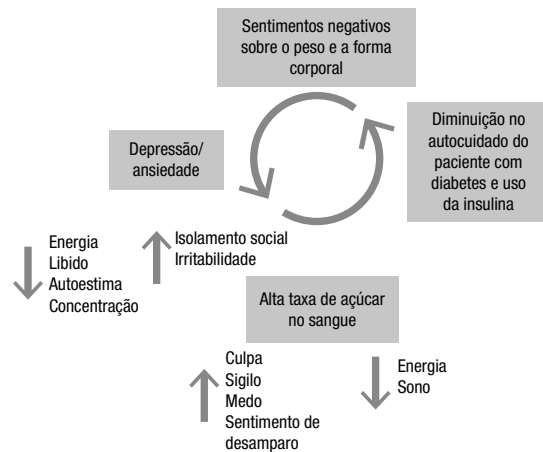 Sentimentos negativos
sobre o peso e a forma
corporal
Diminuição no
autocuidado do
paciente com
diabetes e uso
da insulina
Depressão/
ansiedade
Energia
Libido
Autoestima
Concentração
Isolamento social
Irritabilidade
Alta taxa de açúcar
no sangue
Culpa
Sigilo
Medo
Sentimento de
desamparo
Energia
Sono